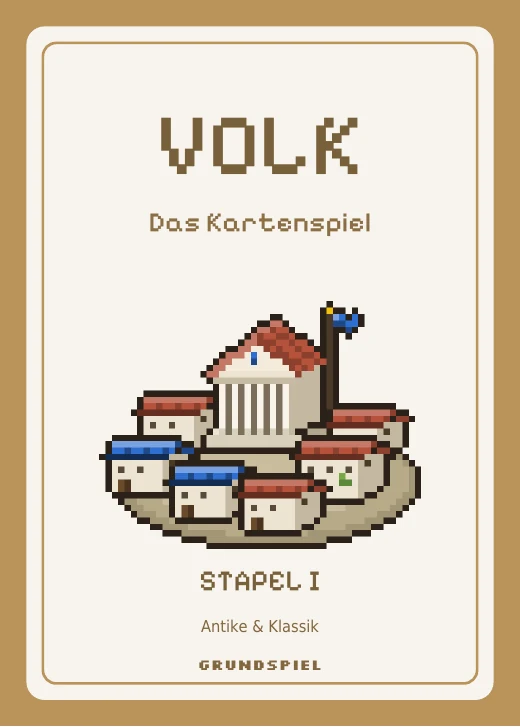 VOLK
Das Kartenspiel
STAPEL I
Antike & Klassik
GRUNDSPIEL